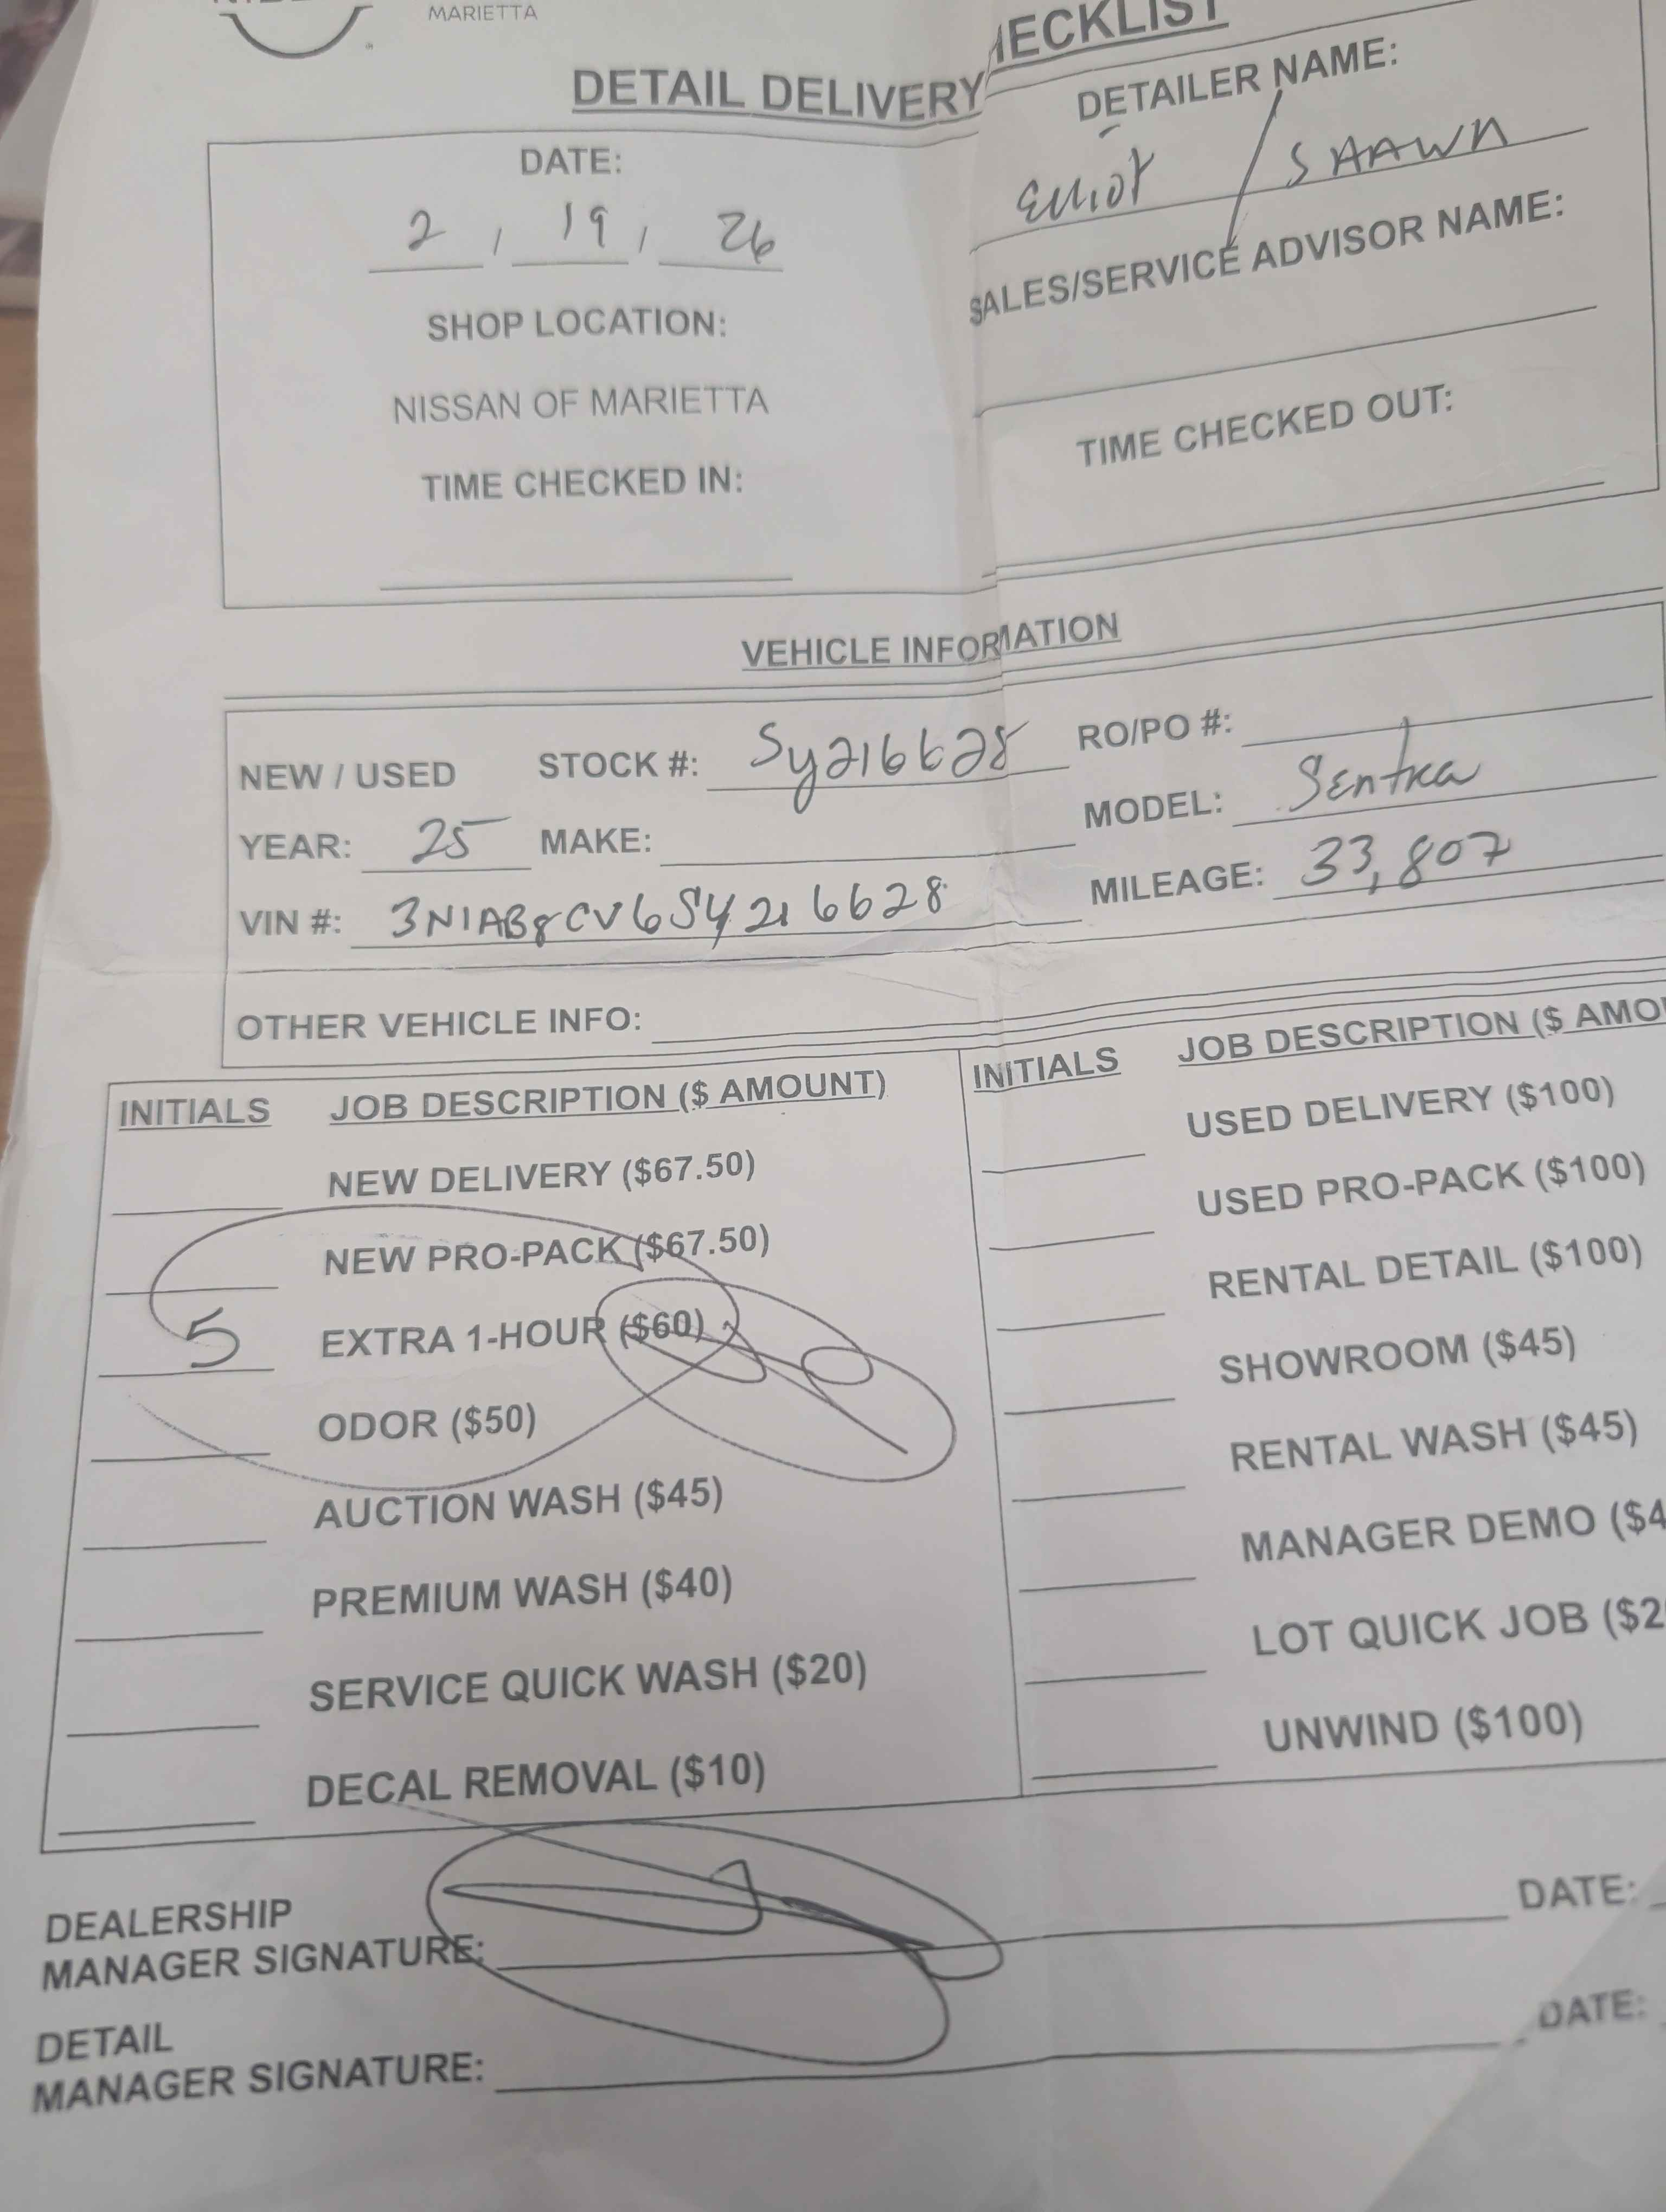 MARIETTA
DETAIL DELIVERY HECKLIST
DATE:
2 / 19 / 26
SHOP LOCATION:
NISSAN OF MARIETTA
TIME CHECKED IN:
DETAILER NAME:
Elliot / SHAWN
SALES/SERVICE ADVISOR NAME:
TIME CHECKED OUT:
VEHICLE INFORMATION
NEW / USED STOCK #: Sy216628 RO/PO #:
YEAR: 25 MAKE: MODEL: Sentra
VIN #: 3N1AB8CV6SY216628 MILEAGE: 33,807
OTHER VEHICLE INFO:
INITIALS JOB DESCRIPTION ($ AMOUNT)
NEW DELIVERY ($67.50)
NEW PRO-PACK ($67.50)
5 EXTRA 1-HOUR ($60)
ODOR ($50)
AUCTION WASH ($45)
PREMIUM WASH ($40)
SERVICE QUICK WASH ($20)
DECAL REMOVAL ($10)
INITIALS JOB DESCRIPTION ($ AMO
USED DELIVERY ($100)
USED PRO-PACK ($100)
RENTAL DETAIL ($100)
SHOWROOM ($45)
RENTAL WASH ($45)
MANAGER DEMO ($4
LOT QUICK JOB ($2
UNWIND ($100)
DEALERSHIP
MANAGER SIGNATURE: DATE:
DETAIL
MANAGER SIGNATURE: DATE: